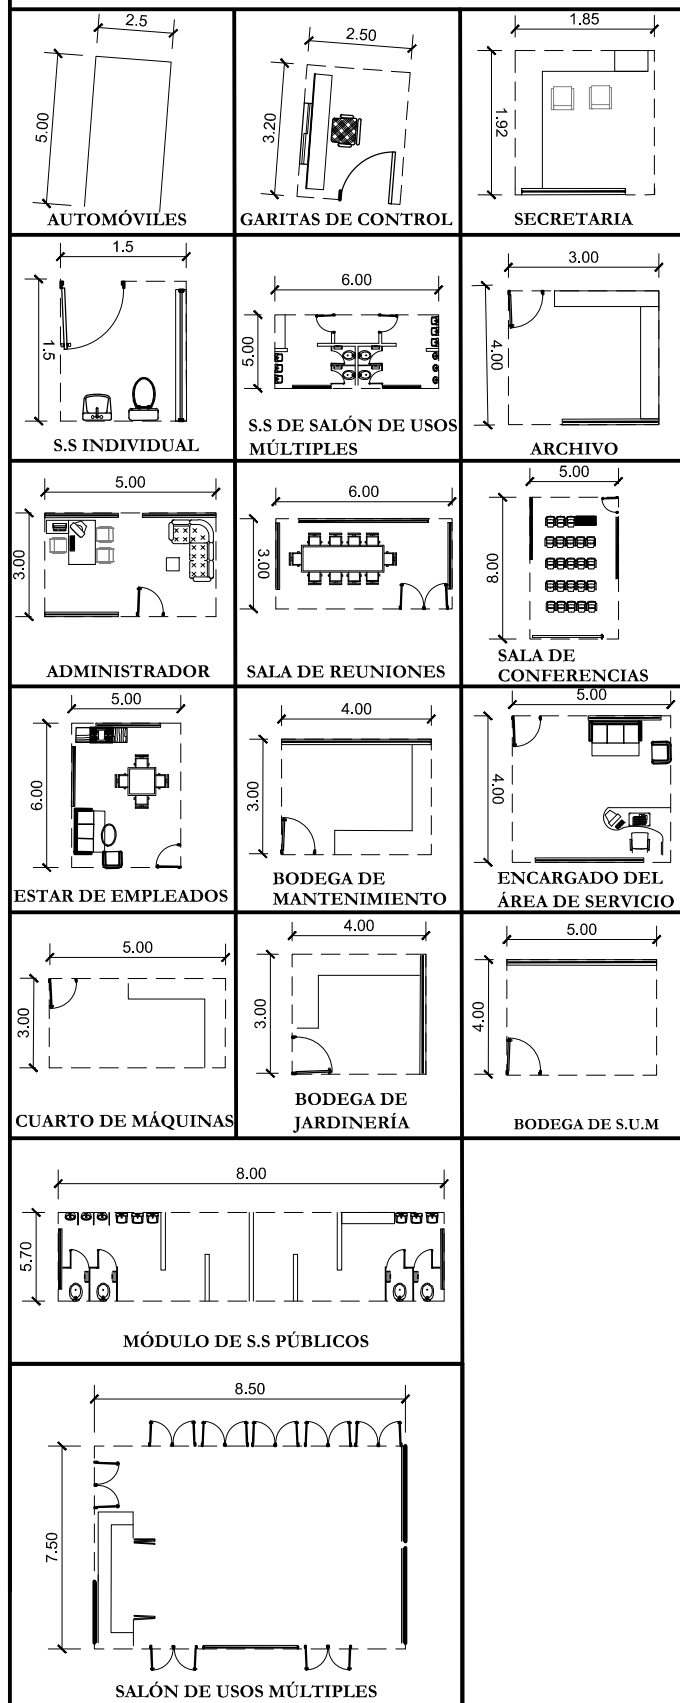 2.5
5.00
AUTOMÓVILES
2.50
3.20
GARITAS DE CONTROL
1.85
1.92
SECRETARIA
1.5
1.5
S.S INDIVIDUAL
6.00
5.00
S.S DE SALÓN DE USOS
MÚLTIPLES
3.00
4.00
ARCHIVO
5.00
3.00
ADMINISTRADOR
6.00
3.00
SALA DE REUNIONES
5.00
8.00
SALA DE
CONFERENCIAS
5.00
6.00
ESTAR DE EMPLEADOS
4.00
3.00
BODEGA DE
MANTENIMIENTO
5.00
4.00
ENCARGADO DEL
ÁREA DE SERVICIO
5.00
3.00
CUARTO DE MÁQUINAS
4.00
3.00
BODEGA DE
JARDINERÍA
5.00
4.00
BODEGA DE S.U.M
8.00
5.70
MÓDULO DE S.S PÚBLICOS
8.50
7.50
SALÓN DE USOS MÚLTIPLES